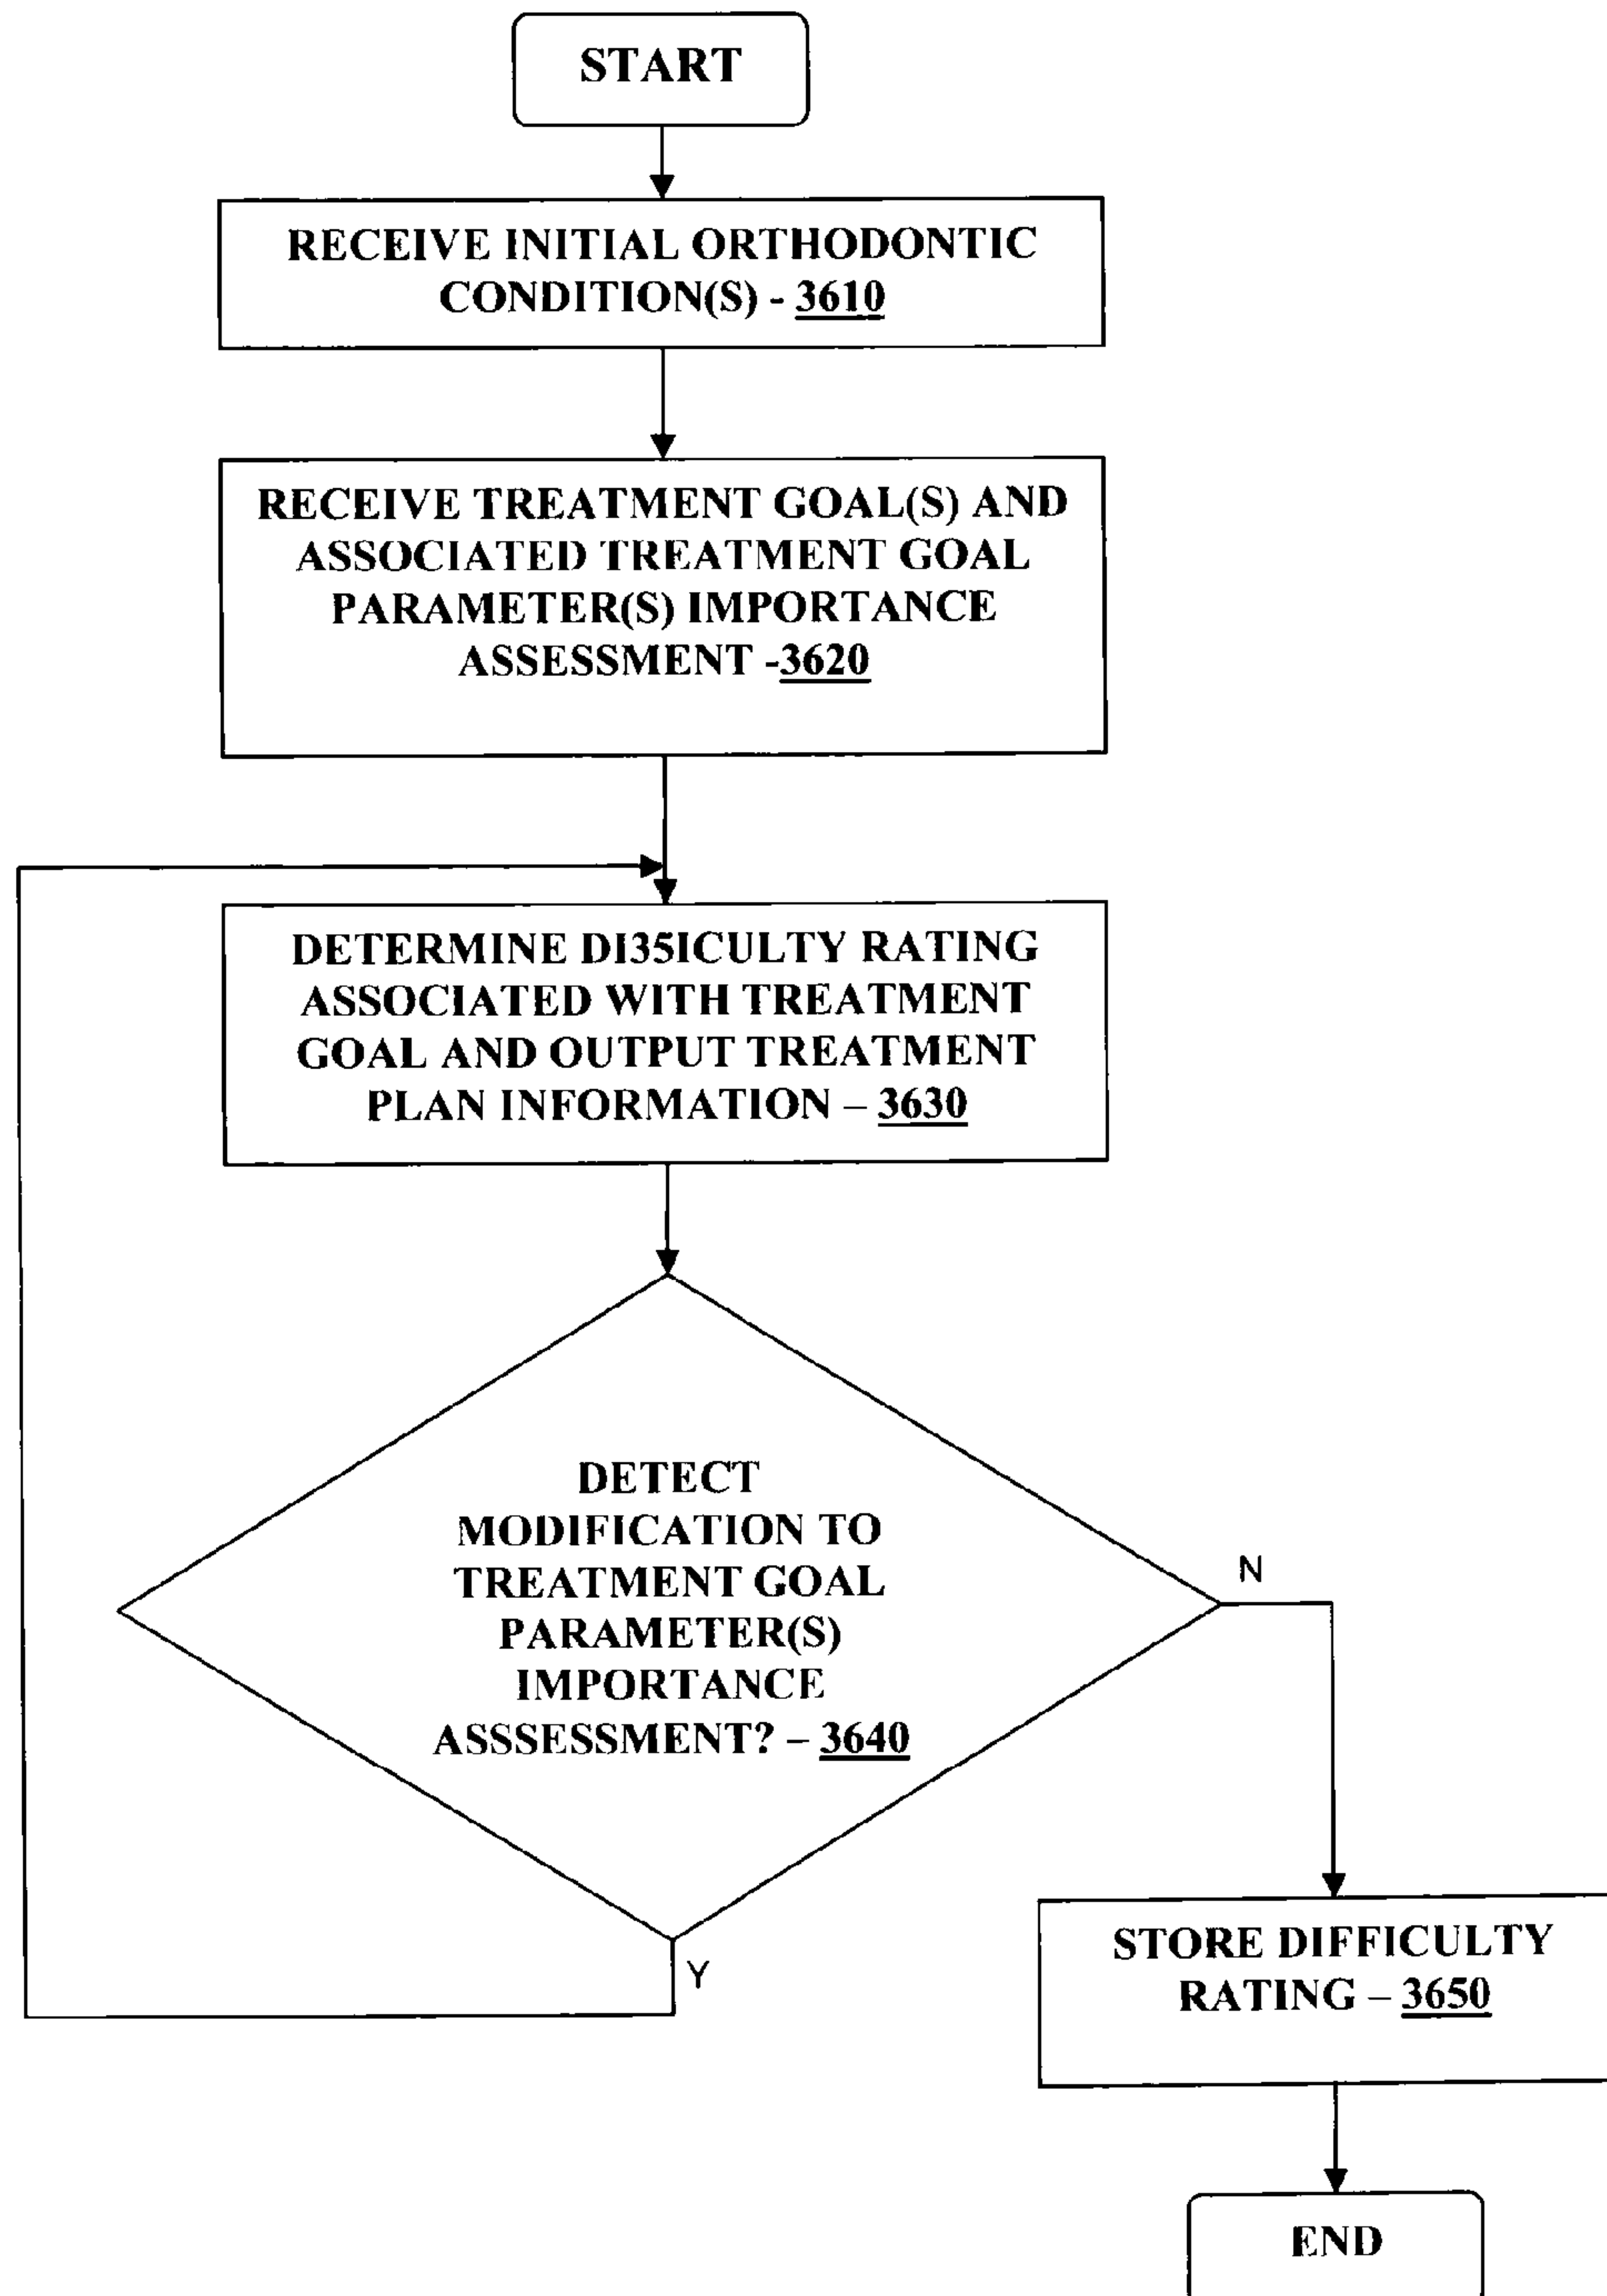 START
RECEIVE INITIAL ORTHODONTIC
CONDITION(S) - 3610
RECEIVE TREATMENT GOAL(S) AND
ASSOCIATED TREATMENT GOAL
PARAMETER(S) IMPORTANCE
ASSESSMENT -3620
DETERMINE DI35ICULTY RATING
ASSOCIATED WITH TREATMENT
GOAL AND OUTPUT TREATMENT
PLAN INFORMATION – 3630
DETECT
MODIFICATION TO
TREATMENT GOAL
PARAMETER(S)
IMPORTANCE
ASSSESSMENT? – 3640
N
Y
STORE DIFFICULTY
RATING – 3650
END